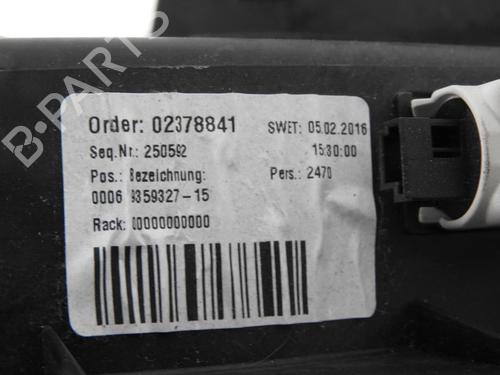 B-PARTS
Order: 02378841 SWET: 05.02.2016
Seq.Nr.: 250592 15:30:00
Pos.: Bezeichnung: Pers.: 2470
0006 9359327-15
Rack: 00000000000